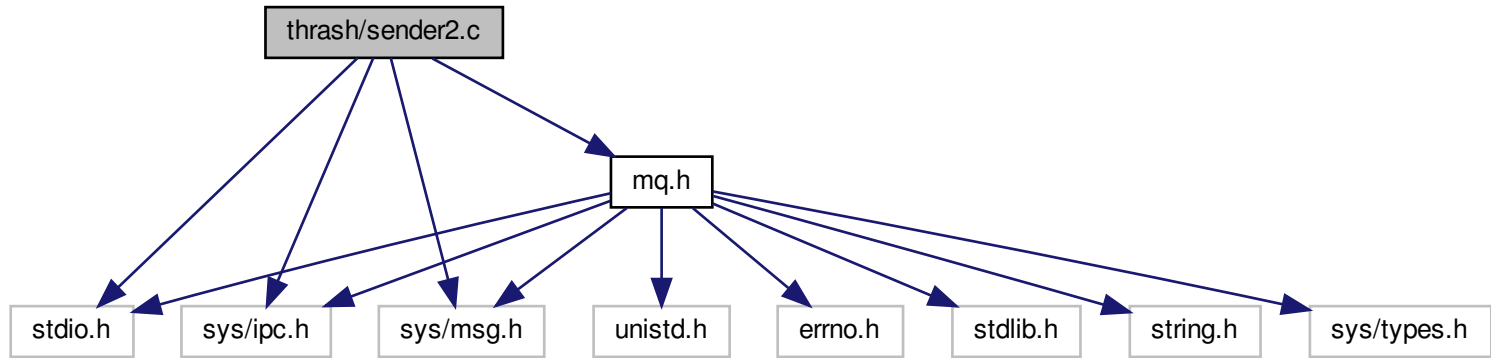 thrash/sender2.c
mq.h
stdio.h
sys/ipc.h
sys/msg.h
unistd.h
errno.h
stdlib.h
string.h
sys/types.h